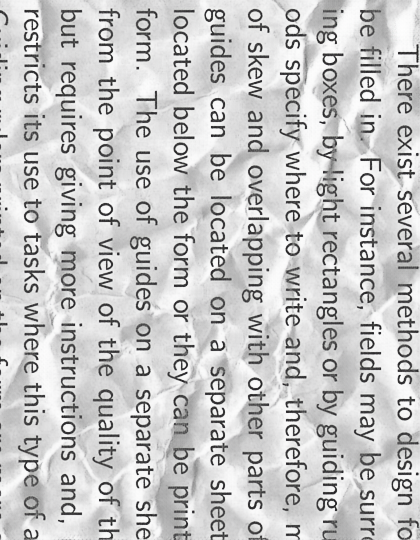 There exist several methods to design fo
be filled in. For instance, fields may be surro
ing boxes, by light rectangles or by guiding ru
ods specify where to write and, therefore, m
of skew and overlapping with other parts of
guides can be located on a separate sheet
located below the form or they can be print
form. The use of guides on a separate she
from the point of view of the quality of th
but requires giving more instructions and,
restricts its use to tasks where this type of a